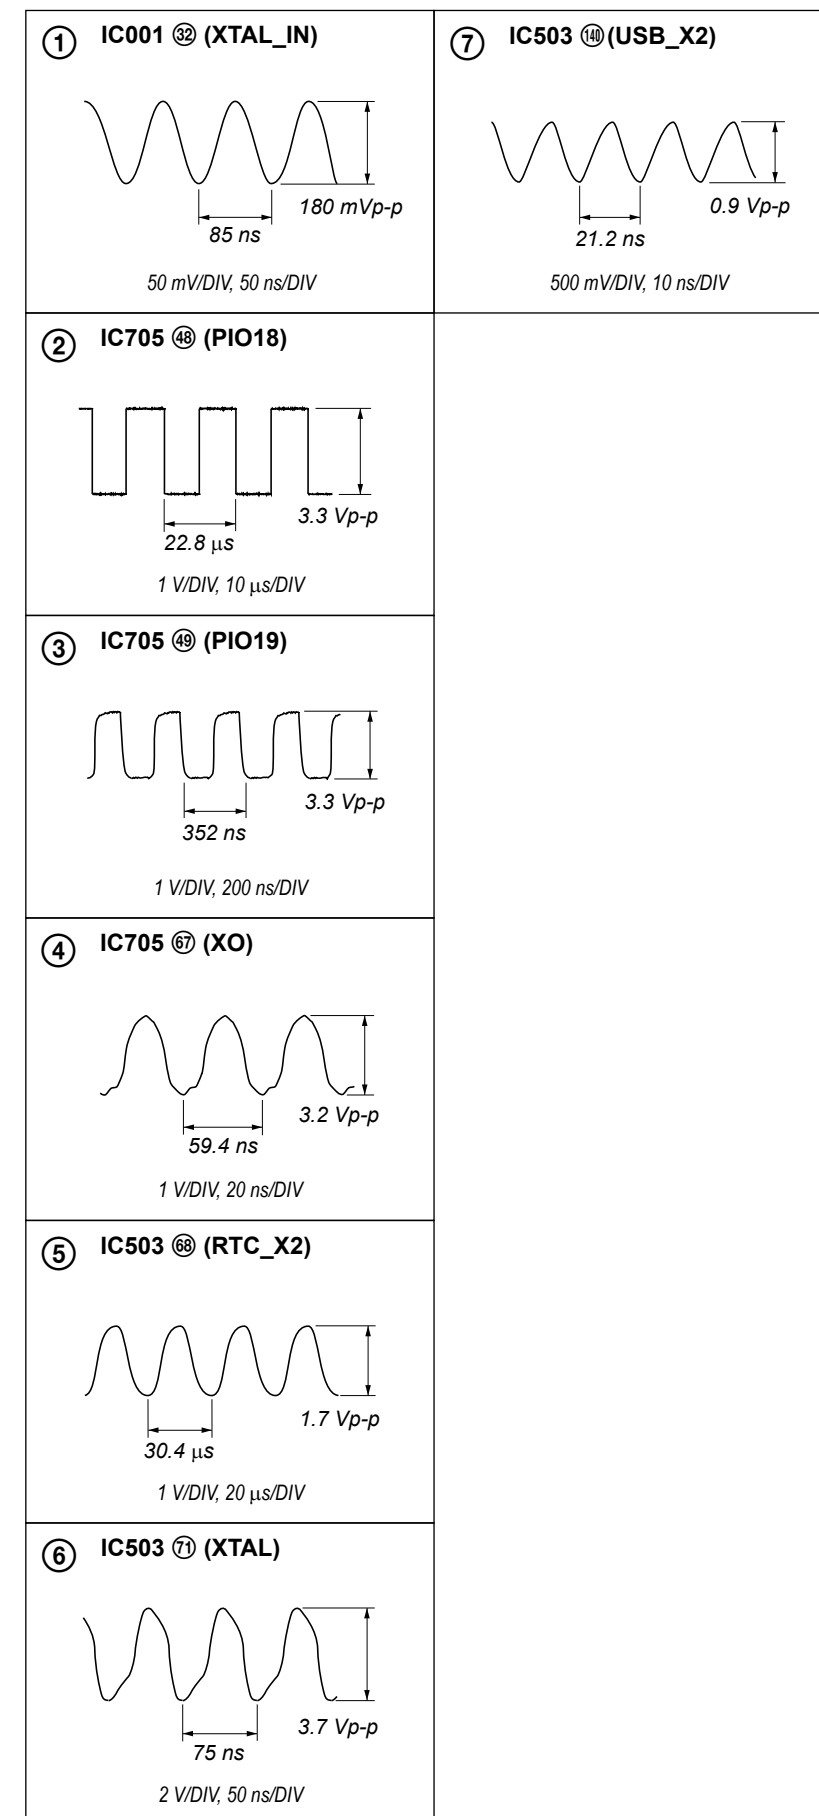 ① IC001 ㉜ (XTAL_IN)
180 mVp-p
85 ns
50 mV/DIV, 50 ns/DIV
② IC705 ㊽ (PIO18)
3.3 Vp-p
22.8 µs
1 V/DIV, 10 µs/DIV
③ IC705 ㊾ (PIO19)
3.3 Vp-p
352 ns
1 V/DIV, 200 ns/DIV
④ IC705 67 (XO)
3.2 Vp-p
59.4 ns
1 V/DIV, 20 ns/DIV
⑤ IC503 68 (RTC_X2)
1.7 Vp-p
30.4 µs
1 V/DIV, 20 µs/DIV
⑥ IC503 71 (XTAL)
3.7 Vp-p
75 ns
2 V/DIV, 50 ns/DIV
⑦ IC503 140 (USB_X2)
0.9 Vp-p
21.2 ns
500 mV/DIV, 10 ns/DIV